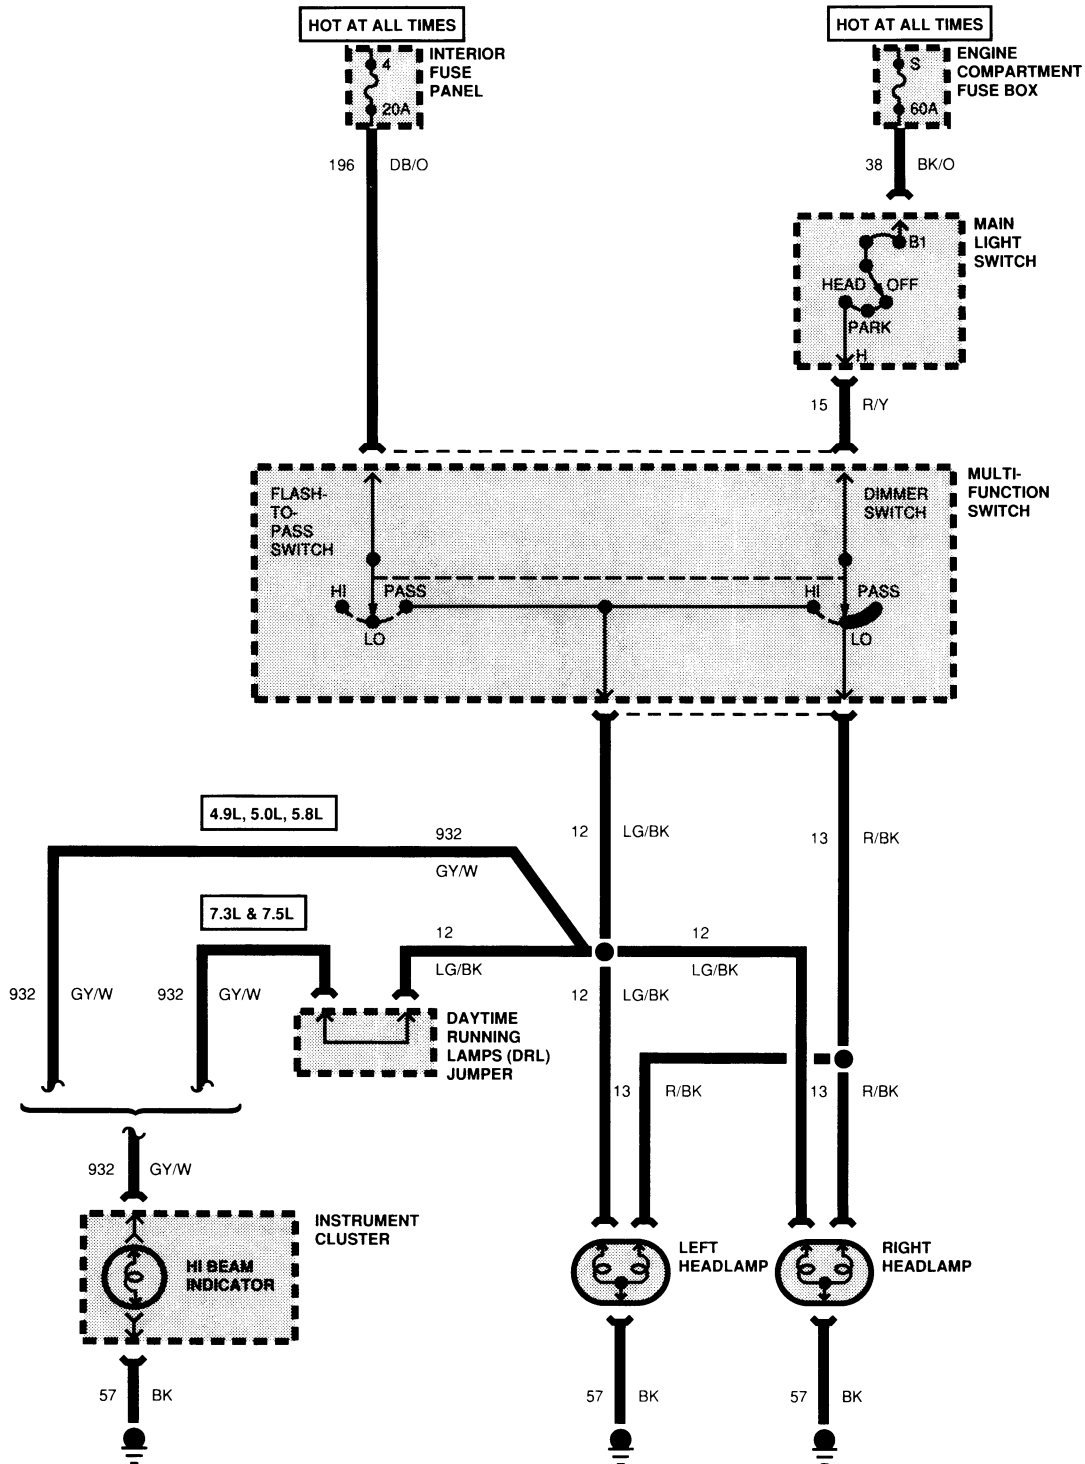 HOT AT ALL TIMES
HOT AT ALL TIMES
4
20A
INTERIOR
FUSE
PANEL
S
60A
ENGINE
COMPARTMENT
FUSE BOX
196
DB/O
38
BK/O
MAIN
LIGHT
SWITCH
B1
HEAD
OFF
PARK
H
15
R/Y
FLASH-
TO-
PASS
SWITCH
DIMMER
SWITCH
MULTI-
FUNCTION
SWITCH
HI
PASS
LO
HI
PASS
LO
4.9L, 5.0L, 5.8L
932
GY/W
12
LG/BK
13
R/BK
7.3L & 7.5L
12
LG/BK
12
LG/BK
932
GY/W
932
GY/W
12
LG/BK
DAYTIME
RUNNING
LAMPS (DRL)
JUMPER
13
R/BK
13
R/BK
932
GY/W
INSTRUMENT
CLUSTER
HI BEAM
INDICATOR
LEFT
HEADLAMP
RIGHT
HEADLAMP
57
BK
57
BK
57
BK